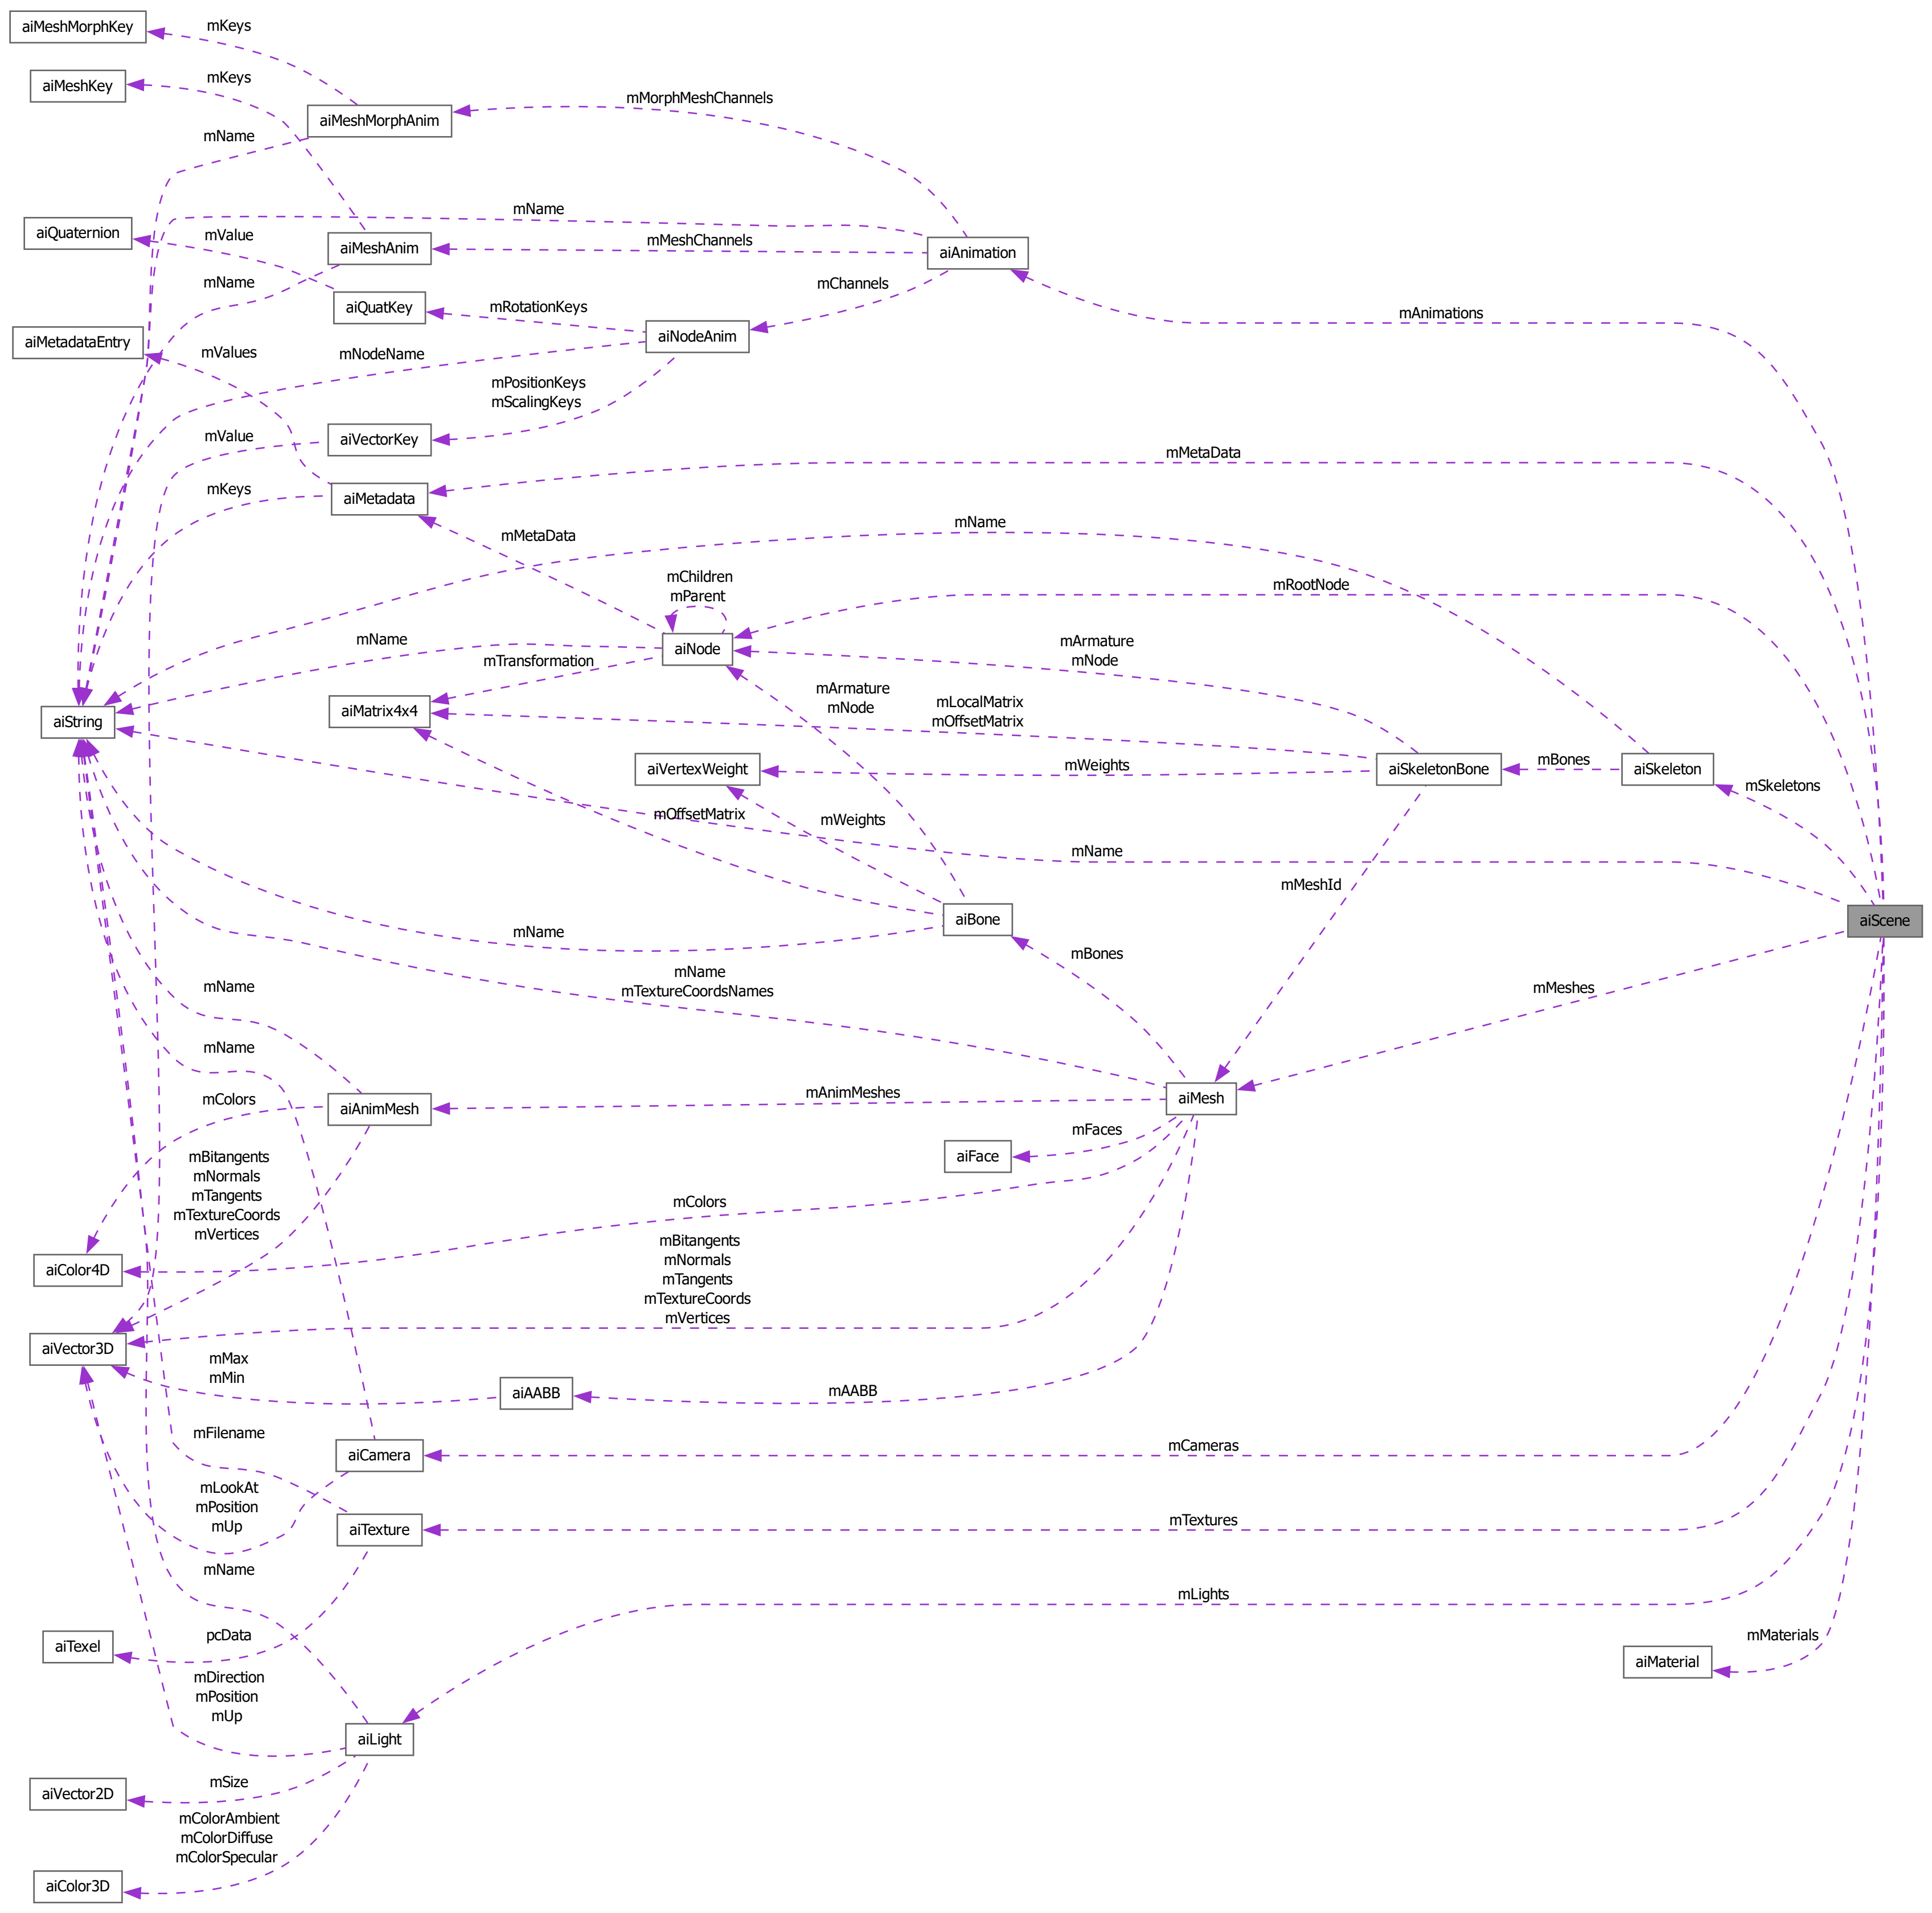 aiMeshMorphKey
mKeys
aiMeshKey
mKeys
mMorphMeshChannels
aiMeshMorphAnim
mName
mName
aiQuaternion
mValue
aiMeshAnim
mMeshChannels
aiAnimation
mName
mChannels
aiQuatKey
mRotationKeys
mAnimations
aiMetadataEntry
mValues
mNodeName
aiNodeAnim
mPositionKeys
mScalingKeys
mValue
aiVectorKey
mMetaData
mKeys
aiMetadata
mName
mMetaData
mChildren
mParent
mRootNode
mName
aiNode
mArmature
mNode
mTransformation
mArmature
mNode
mLocalMatrix
mOffsetMatrix
aiString
aiMatrix4x4
aiVertexWeight
mWeights
aiSkeletonBone
mBones
aiSkeleton
mSkeletons
mOffsetMatrix
mWeights
mName
mMeshId
aiBone
aiScene
mName
mBones
mName
mTextureCoordsNames
mName
mMeshes
mName
mColors
aiAnimMesh
mAnimMeshes
aiMesh
mFaces
aiFace
mBitangents
mNormals
mTangents
mTextureCoords
mVertices
mColors
aiColor4D
mBitangents
mNormals
mTangents
mTextureCoords
mVertices
aiVector3D
mMax
mMin
aiAABB
mAABB
mFilename
aiCamera
mCameras
mLookAt
mPosition
mUp
aiTexture
mTextures
mName
mLights
aiTexel
pcData
mMaterials
aiMaterial
mDirection
mPosition
mUp
aiLight
aiVector2D
mSize
mColorAmbient
mColorDiffuse
mColorSpecular
aiColor3D